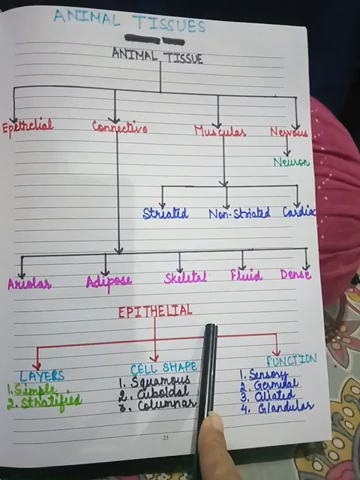 ANIMAL TISSUES
ANIMAL TISSUE
Epithelial Connective Muscular Nervous
Neuron
Striated Non-Striated Cardiac
Areolar Adipose Skeletal Fluid Dense
EPITHELIAL
LAYERS CELL SHAPE FUNCTION
1. Simple 1. Squamous 1. Sensory
2. Stratified 2. Cuboldal 2. Germinal
3. Columnar 3. Ciliated
4. Glandular